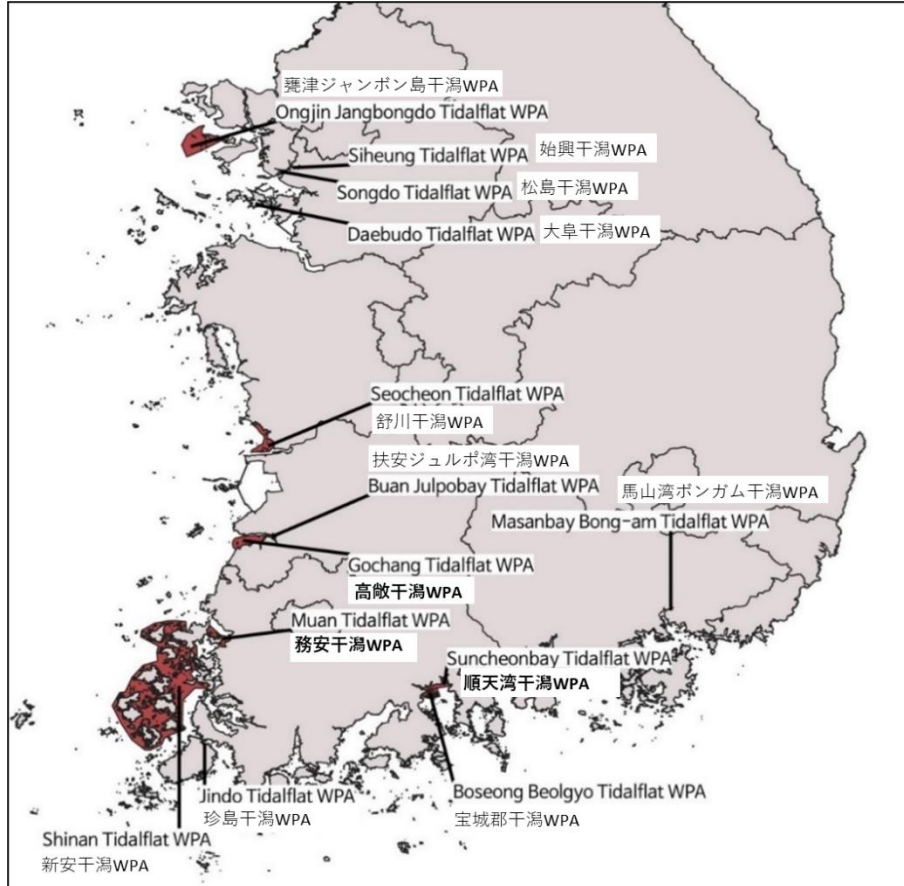 甕津ジャンボン島干潟WPA
Ongjin Jangbongdo Tidalflat WPA
Siheung Tidalflat WPA 始興干潟WPA
Songdo Tidalflat WPA 松島干潟WPA
Daebudo Tidalflat WPA 大阜干潟WPA
Seocheon Tidalflat WPA
舒川干潟WPA
扶安ジュルポ湾干潟WPA
Buan Julpobay Tidalflat WPA
馬山湾ボンガム干潟WPA
Masanbay Bong-am Tidalflat WPA
Gochang Tidalflat WPA
高敞干潟WPA
Muan Tidalflat WPA
務安干潟WPA
Suncheonbay Tidalflat WPA
順天湾干潟WPA
Jindo Tidalflat WPA
珍島干潟WPA
Boseong Beolgyo Tidalflat WPA
宝城郡干潟WPA
Shinan Tidalflat WPA
新安干潟WPA